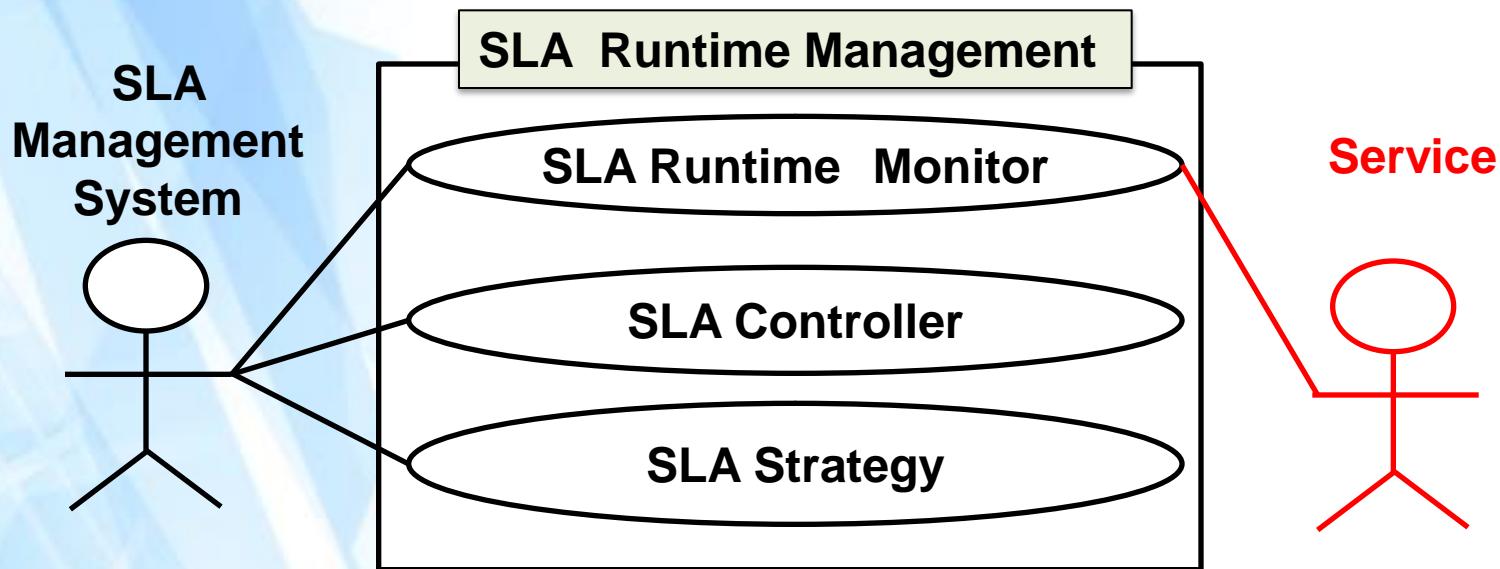 SLA Runtime Management
SLA
Management
System
SLA Runtime Monitor
Service
SLA Controller
SLA Strategy